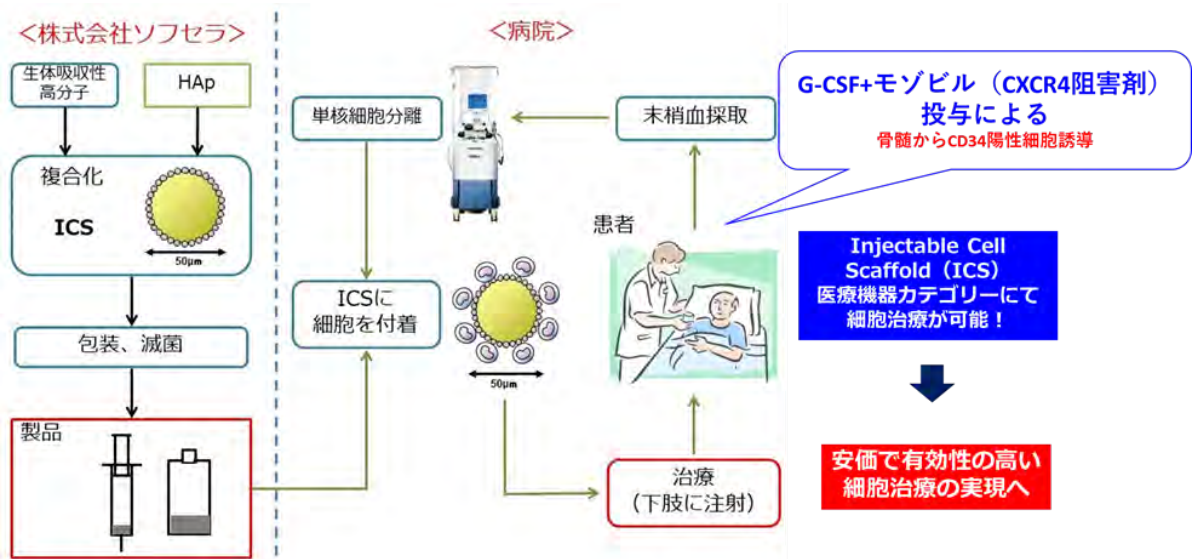 ＜株式会社ソフセラ＞
生体吸収性
高分子
HAp
複合化
ICS
50μm
包装、滅菌
製品
＜病院＞
単核細胞分離
末梢血採取
ICSに
細胞を付着
50μm
患者
治療
（下肢に注射）
G-CSF+モゾビル（CXCR4阻害剤）
投与による
骨髄からCD34陽性細胞誘導
Injectable Cell
Scaffold（ICS）
医療機器カテゴリーにて
細胞治療が可能！
安価で有効性の高い
細胞治療の実現へ